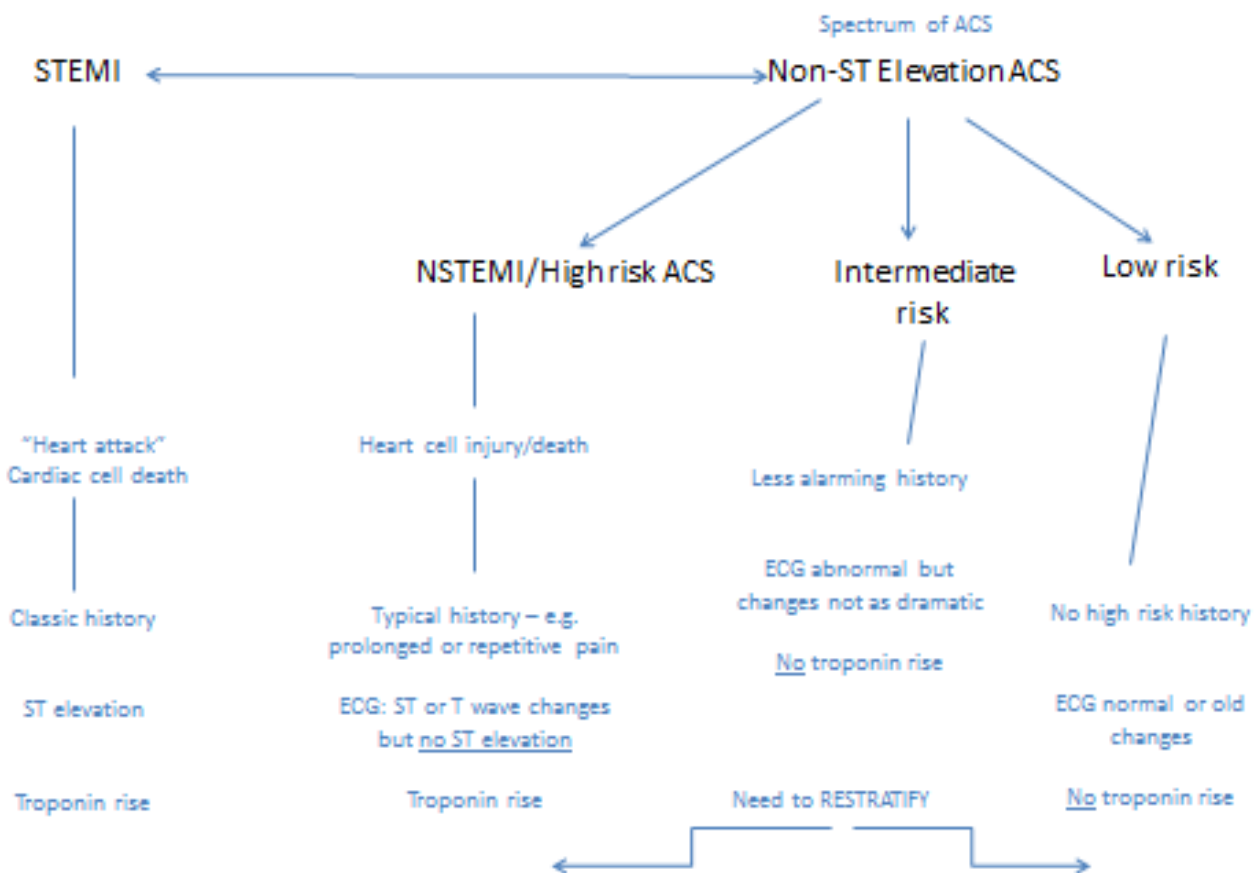 Spectrum of ACS
STEMI
Non-ST Elevation ACS
NSTEMI/High risk ACS
Intermediate
risk
Low risk
"Heart attack"
Cardiac cell death
Heart cell injury/death
Less alarming history
ECG abnormal but
changes not as dramatic
No troponin rise
Classic history
Typical history – e.g.
prolonged or repetitive pain
No high risk history
ST elevation
ECG: ST or T wave changes
but no ST elevation
ECG normal or old
changes
Troponin rise
Troponin rise
Need to RESTRATIFY
No troponin rise